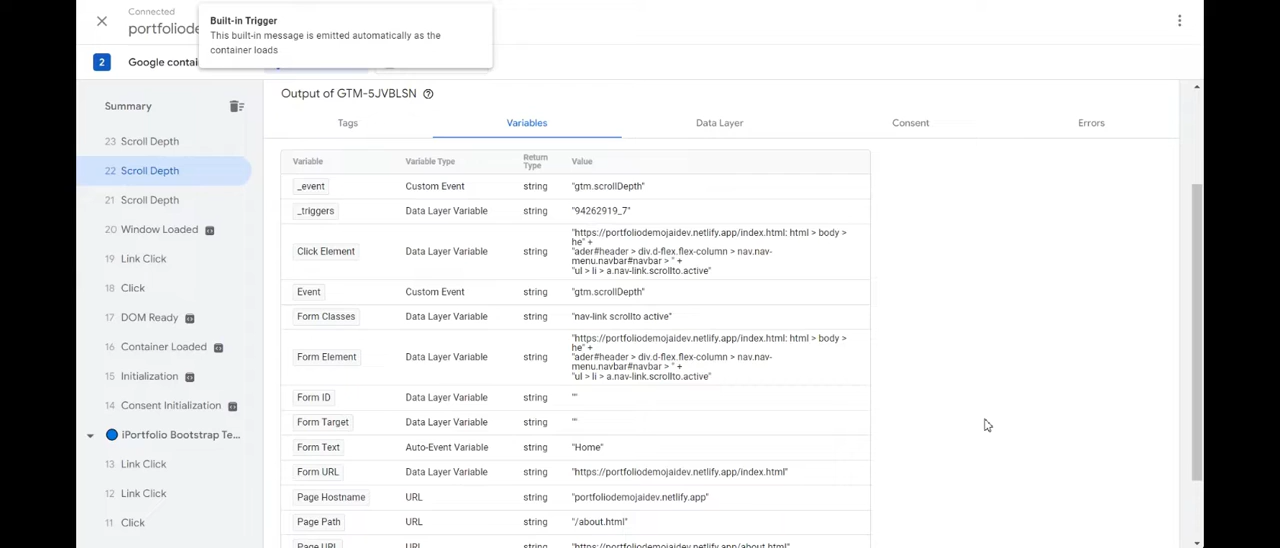 Connected
portfoliode
Built-in Trigger
This built-in message is emitted automatically as the
container loads
2 Google contai
Summary
23 Scroll Depth
22 Scroll Depth
21 Scroll Depth
20 Window Loaded
19 Link Click
18 Click
17 DOM Ready
16 Container Loaded
15 Initialization
14 Consent Initialization
iPortfolio Bootstrap Te...
13 Link Click
12 Link Click
11 Click
Output of GTM-5JVBLSN
Tags Variables Data Layer Consent Errors
Variable Variable Type Return Type Value
_event Custom Event string "gtm.scrollDepth"
_triggers Data Layer Variable string "94262919_7"
Click Element Data Layer Variable string "https://portfoliodemojaidev.netlify.app/index.html: html > body >
he" +
"ader#header > div.d-flex.flex-column > nav.nav-
menu.navbar#navbar > " +
"ul > li > a.nav-link.scrollto.active"
Event Custom Event string "gtm.scrollDepth"
Form Classes Data Layer Variable string "nav-link scrollto active"
Form Element Data Layer Variable string "https://portfoliodemojaidev.netlify.app/index.html: html > body >
he" +
"ader#header > div.d-flex.flex-column > nav.nav-
menu.navbar#navbar > " +
"ul > li > a.nav-link.scrollto.active"
Form ID Data Layer Variable string ""
Form Target Data Layer Variable string ""
Form Text Auto-Event Variable string "Home"
Form URL Data Layer Variable string "https://portfoliodemojaidev.netlify.app/index.html"
Page Hostname URL string "portfoliodemojaidev.netlify.app"
Page Path URL string "/about.html"
Page URL URL string "https://portfoliodemojaidev.netlify.app/about.html"